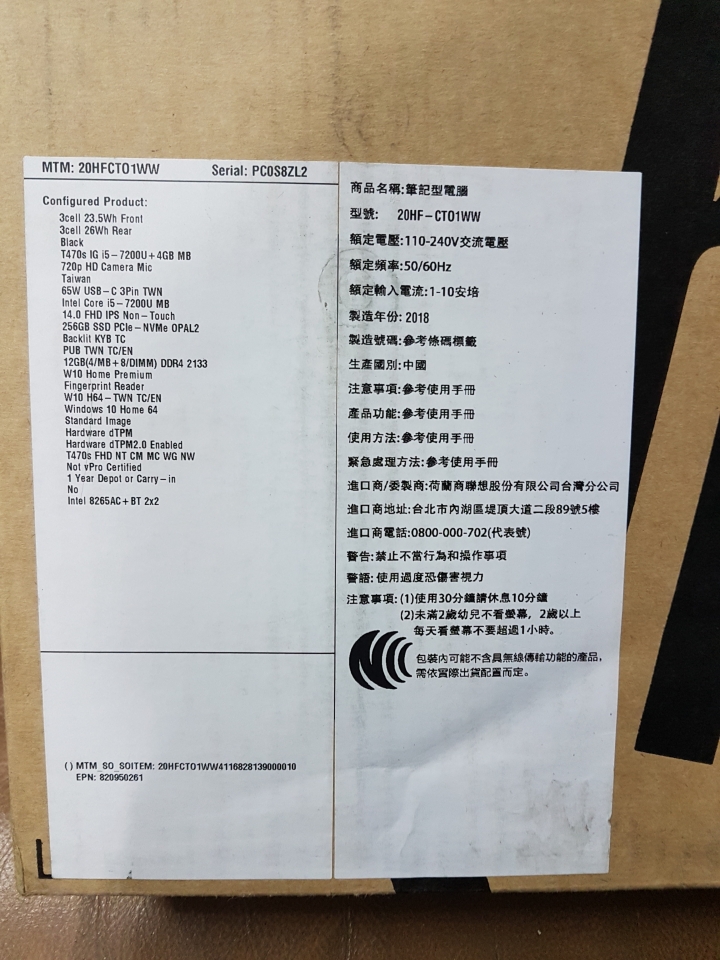 MTM: 20HFCTO1WW Serial: PC0S8ZL2
Configured Product:
3cell 23.5Wh Front
3cell 26Wh Rear
Black
T470s IG i5-7200U+4GB MB
720p HD Camera Mic
Taiwan
65W USB-C 3Pin TWN
Intel Core i5-7200U MB
14.0 FHD IPS Non-Touch
256GB SSD PCIe-NVMe OPAL2
Backlit KYB TC
PUB TWN TC/EN
12GB(4/MB+8/DIMM) DDR4 2133
W10 Home Premium
Fingerprint Reader
W10 H64-TWN TC/EN
Windows 10 Home 64
Standard Image
Hardware dTPM
Hardware dTPM2.0 Enabled
T470s FHD NT CM MC WG NW
Not vPro Certified
1 Year Depot or Carry-in
No
Intel 8265AC+BT 2x2
() MTM_SO_SOITEM: 20HFCTO1WW4116828139000010
EPN: 820950261
商品名稱:筆記型電腦
型號: 20HF-CTO1WW
額定電壓:110-240V交流電壓
額定頻率:50/60Hz
額定輸入電流:1-10安培
製造年份:2018
製造號碼:參考條碼標籤
生產國別:中國
注意事項:參考使用手冊
產品功能:參考使用手冊
使用方法:參考使用手冊
緊急處理方法:參考使用手冊
進口商/委製商:荷蘭商聯想股份有限公司台灣分公司
進口商地址:台北市內湖區堤頂大道二段89號5樓
進口商電話:0800-000-702(代表號)
警告:禁止不當行為和操作事項
警語:使用過度恐傷害視力
注意事項:(1)使用30分鐘請休息10分鐘
(2)未滿2歲幼兒不看螢幕，2歲以上
每天看螢幕不要超過1小時。
包裝內可能不含具無線傳輸功能的產品，
需依實際出貨配置而定。